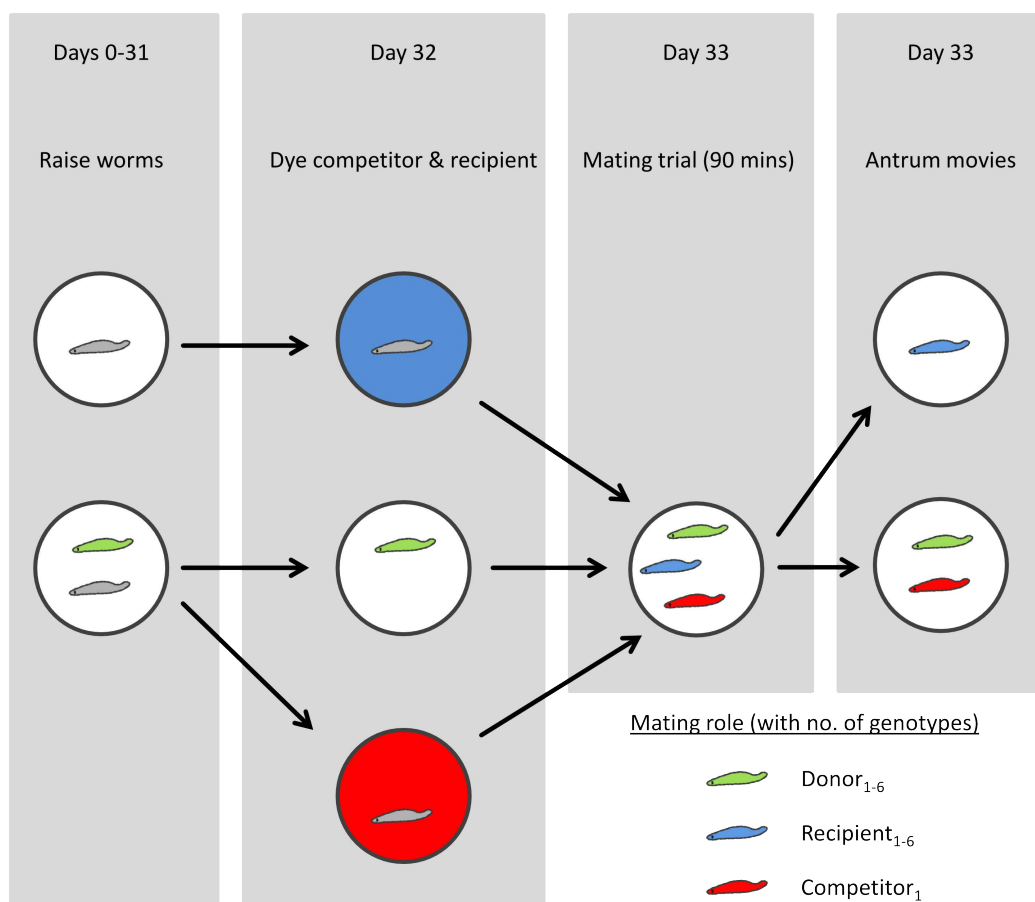 Days 0-31
Day 32
Day 33
Day 33
Raise worms
Dye competitor & recipient
Mating trial (90 mins)
Antrum movies
Mating role (with no. of genotypes)
Donor1-6
Recipient1-6
Competitor1